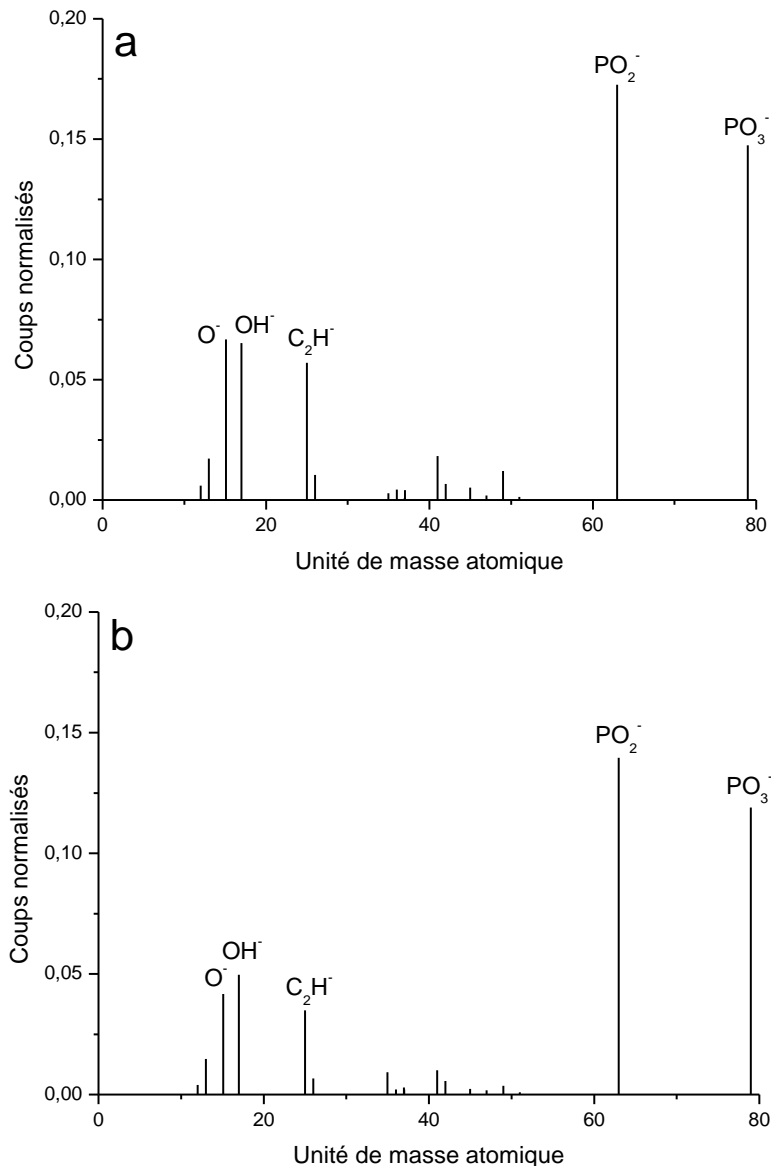 a
0,20
0,15
0,10
0,05
0,00
Coups normalisés
O⁻
OH⁻
C₂H⁻
PO₂⁻
PO₃⁻
0
20
40
60
80
Unité de masse atomique
b
0,20
0,15
0,10
0,05
0,00
Coups normalisés
O⁻
OH⁻
C₂H⁻
PO₂⁻
PO₃⁻
0
20
40
60
80
Unité de masse atomique